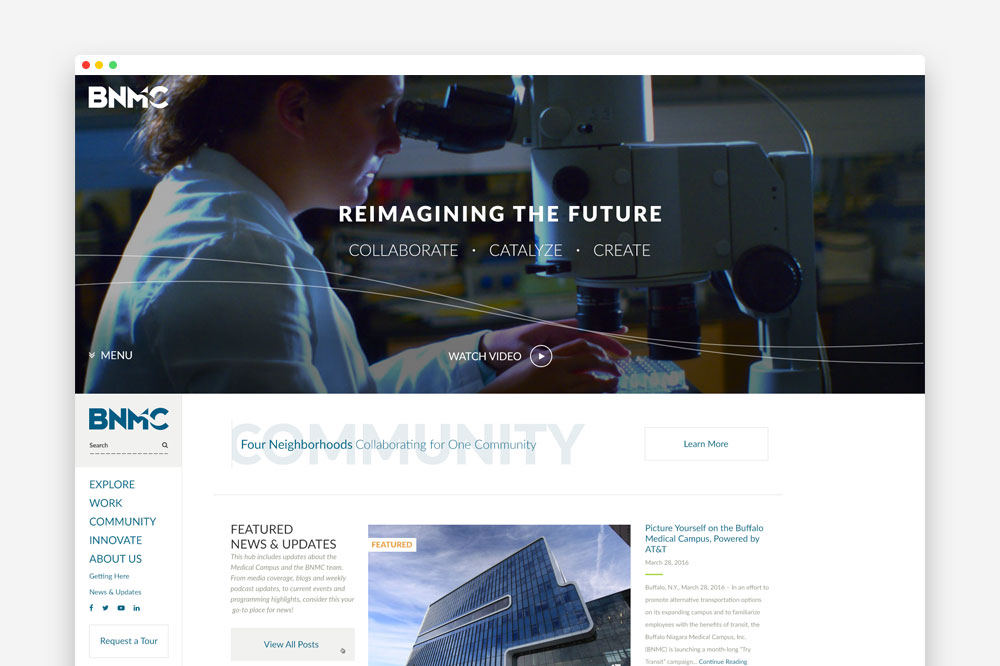 BNMC
REIMAGINING THE FUTURE
COLLABORATE · CATALYZE · CREATE
MENU
WATCH VIDEO
BNMC
Search
EXPLORE
WORK
COMMUNITY
INNOVATE
ABOUT US
Getting Here
News & Updates
Request a Tour
COMMUNITY
Four Neighborhoods Collaborating for One Community
Learn More
FEATURED
NEWS & UPDATES
This hub includes updates about the
Medical Campus and the BNMC team.
From media coverage, blogs and weekly
podcast updates, to current events and
programming highlights, consider this your
go-to place for news!
View All Posts
FEATURED
Picture Yourself on the Buffalo
Medical Campus, Powered by
AT&T
March 28, 2016
Buffalo, N.Y., March 28, 2016 – In an effort to
promote alternative transportation options
on its expanding campus and to familiarize
employees with the benefits of transit, the
Buffalo Niagara Medical Campus, Inc.
(BNMC) is launching a month-long "Try
Transit" campaign... Continue Reading